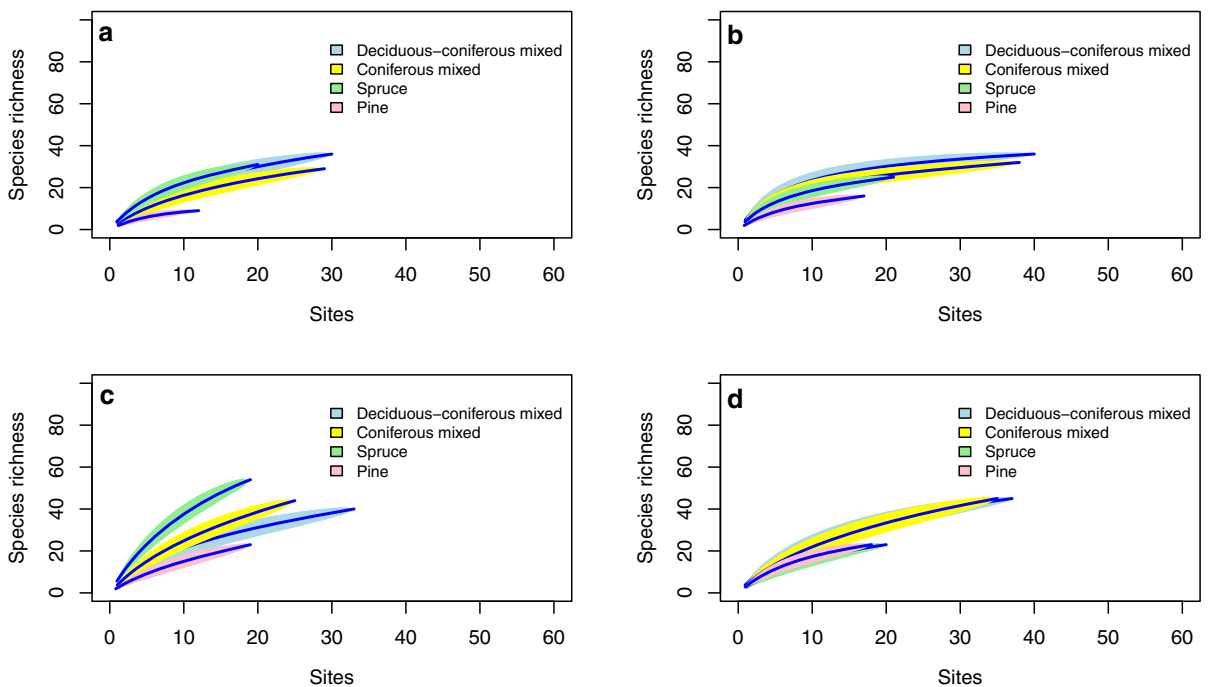 a
Species richness
0 20 40 60 80
Deciduous−coniferous mixed
Coniferous mixed
Spruce
Pine
0 10 20 30 40 50 60
Sites
b
Species richness
0 20 40 60 80
Deciduous−coniferous mixed
Coniferous mixed
Spruce
Pine
0 10 20 30 40 50 60
Sites
c
Species richness
0 20 40 60 80
Deciduous−coniferous mixed
Coniferous mixed
Spruce
Pine
0 10 20 30 40 50 60
Sites
d
Species richness
0 20 40 60 80
Deciduous−coniferous mixed
Coniferous mixed
Spruce
Pine
0 10 20 30 40 50 60
Sites